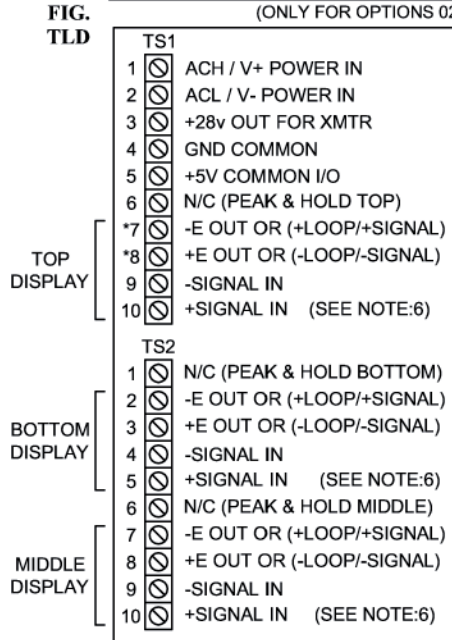 FIG.
TLD
(ONLY FOR OPTIONS 02
TS1
1 ACH / V+ POWER IN
2 ACL / V- POWER IN
3 +28v OUT FOR XMTR
4 GND COMMON
5 +5V COMMON I/O
6 N/C (PEAK & HOLD TOP)
*7 -E OUT OR (+LOOP/+SIGNAL)
*8 +E OUT OR (-LOOP/-SIGNAL)
9 -SIGNAL IN
10 +SIGNAL IN (SEE NOTE:6)
TOP
DISPLAY
TS2
1 N/C (PEAK & HOLD BOTTOM)
2 -E OUT OR (+LOOP/+SIGNAL)
3 +E OUT OR (-LOOP/-SIGNAL)
4 -SIGNAL IN
5 +SIGNAL IN (SEE NOTE:6)
BOTTOM
DISPLAY
6 N/C (PEAK & HOLD MIDDLE)
7 -E OUT OR (+LOOP/+SIGNAL)
8 +E OUT OR (-LOOP/-SIGNAL)
9 -SIGNAL IN
10 +SIGNAL IN (SEE NOTE:6)
MIDDLE
DISPLAY